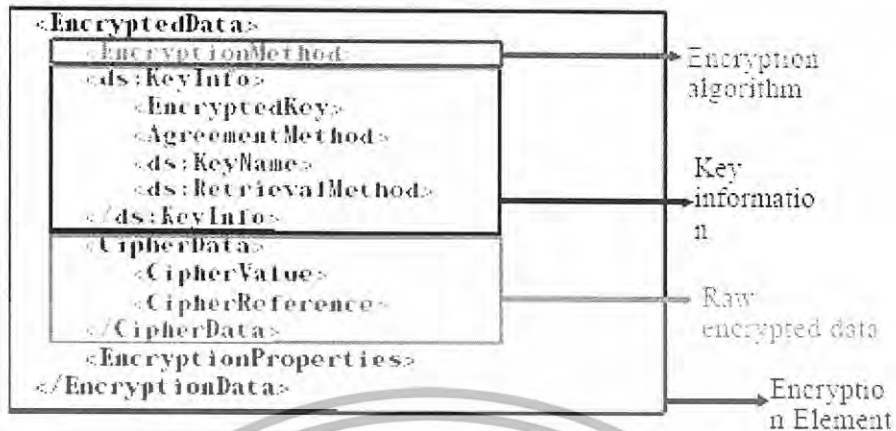 <EncryptedData>
<EncryptionMethod>
<ds:KeyInfo>
<EncryptedKey>
<AgreementMethod>
<ds:KeyName>
<ds:RetrievalMethod>
</ds:KeyInfo>
<CipherData>
<CipherValue>
<CipherReference>
</CipherData>
<EncryptionProperties>
</EncryptionData>
Encryption
algorithm
Key
informatio
n
Raw
encrypted data
Encryptio
n Element